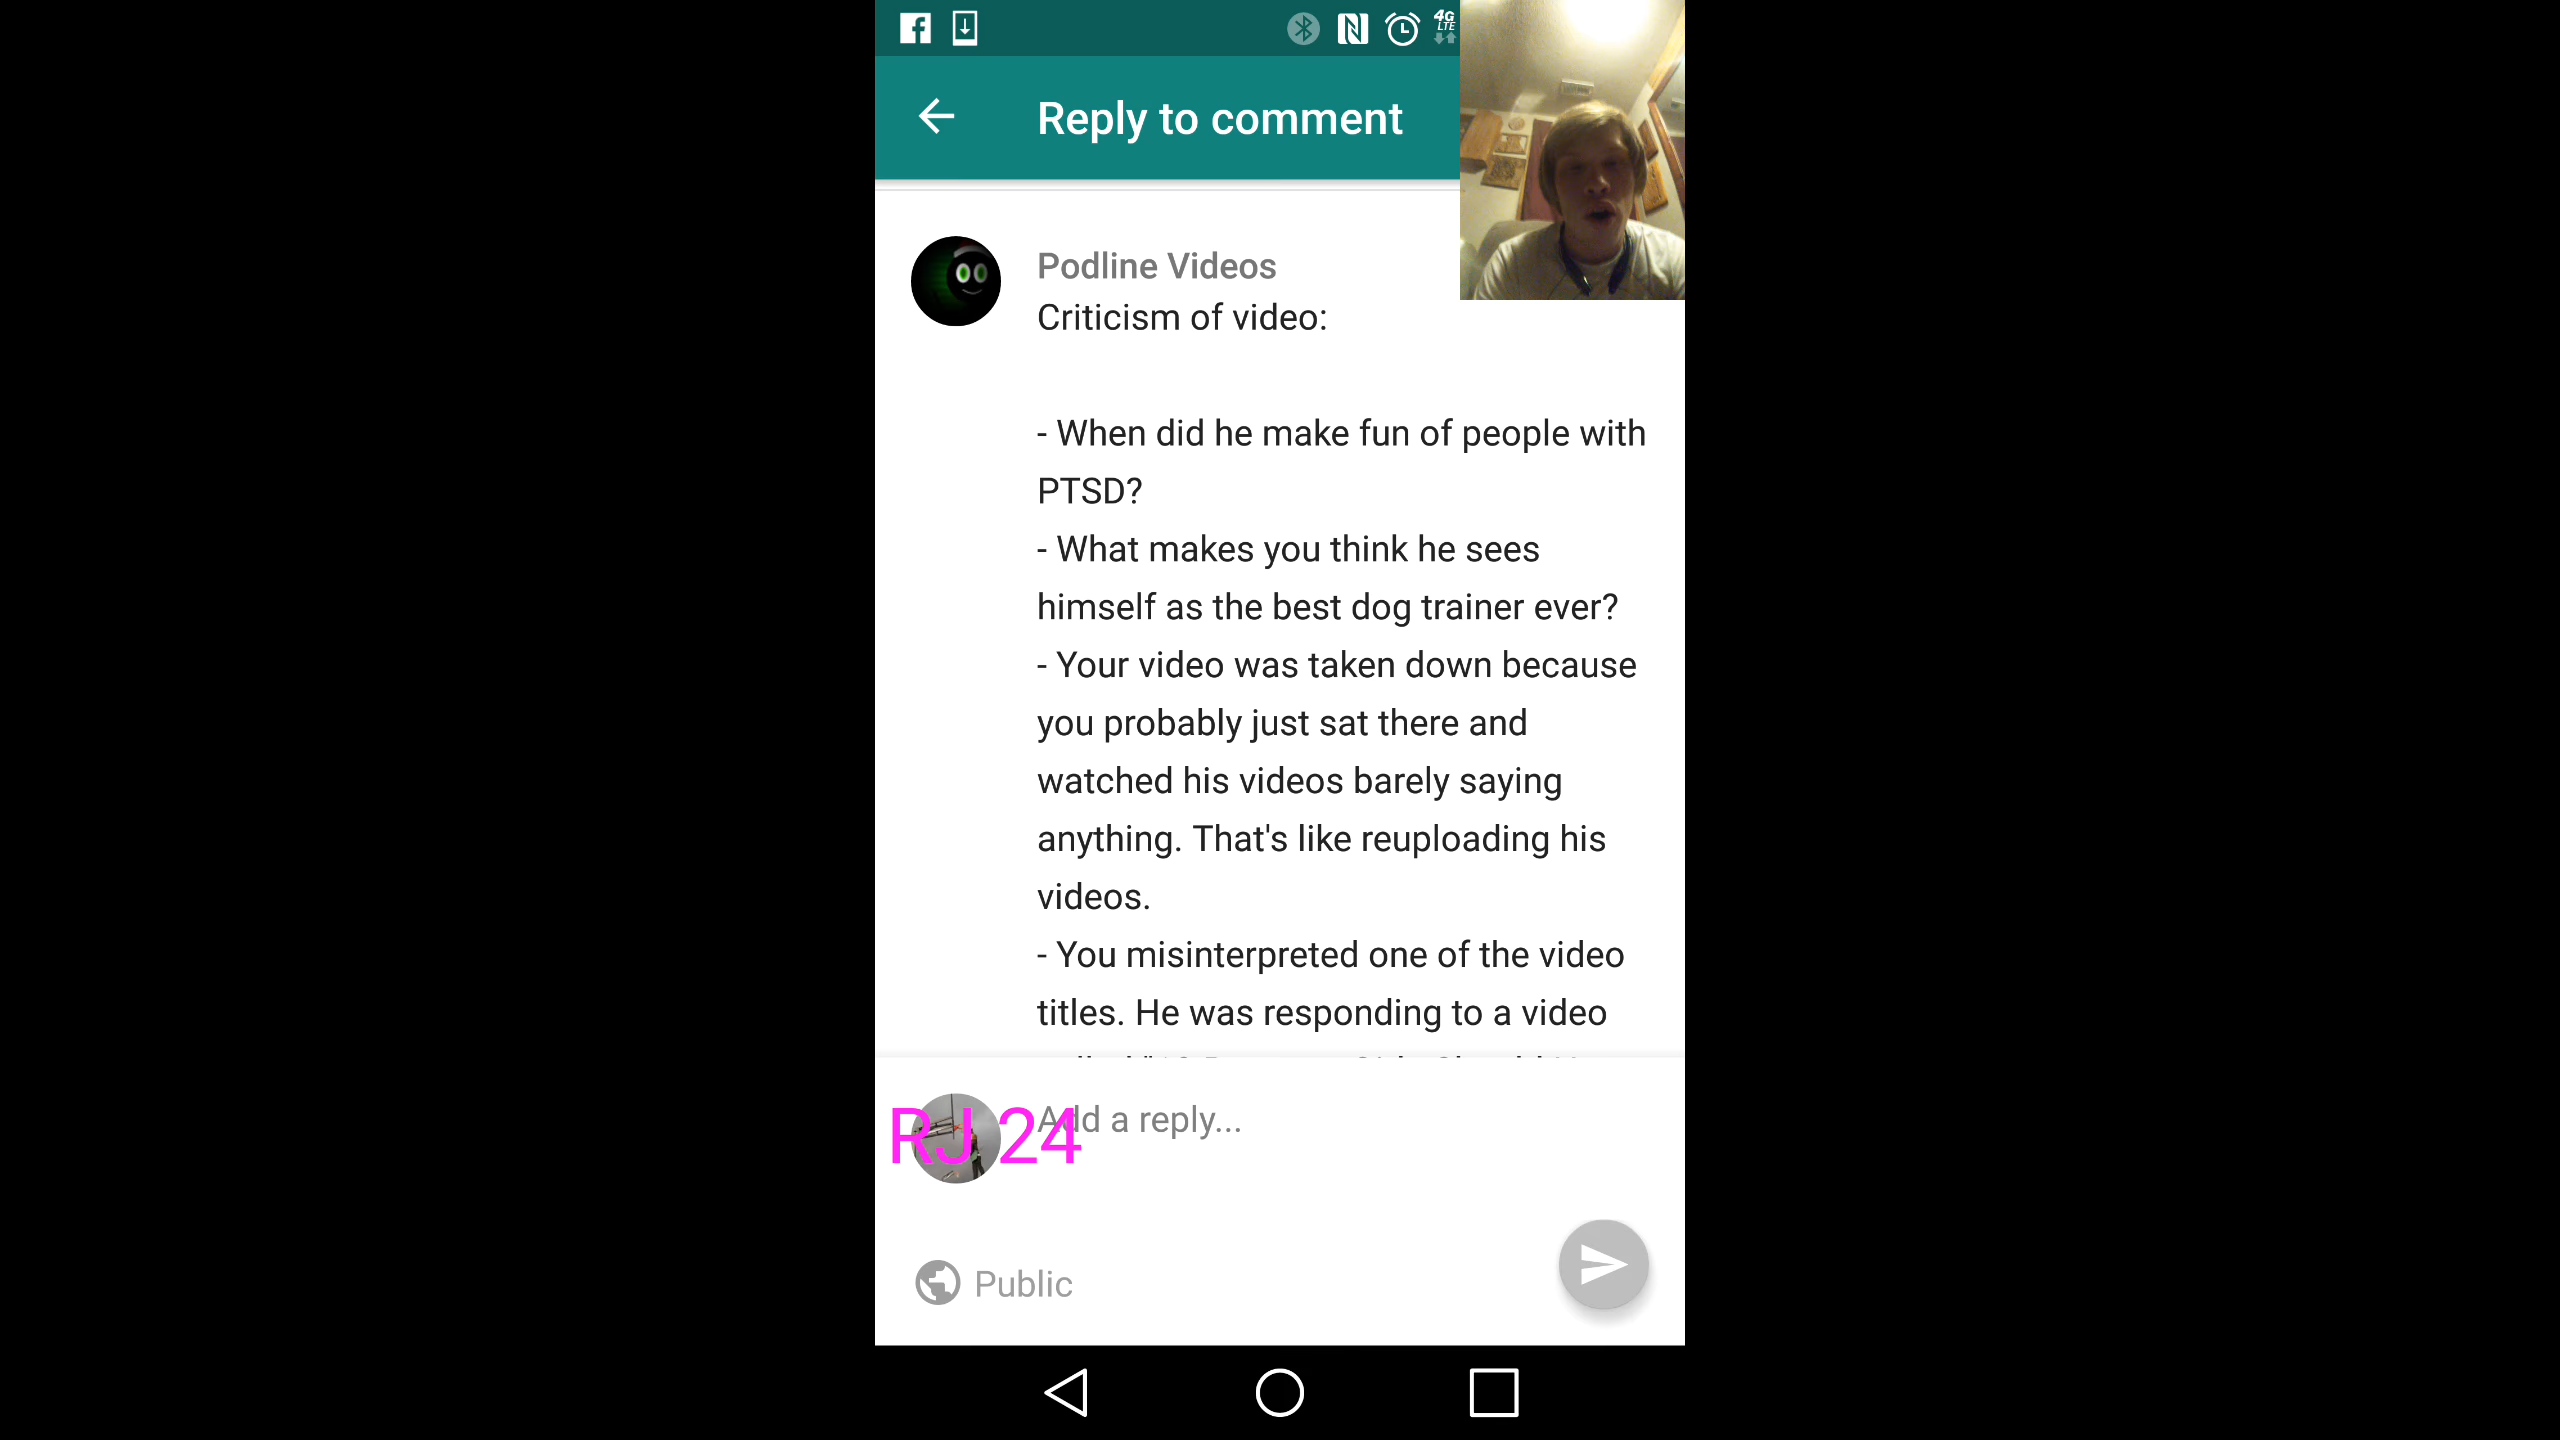 4G
LTE
Reply to comment
Podline Videos
Criticism of video:
- When did he make fun of people with
PTSD?
- What makes you think he sees
himself as the best dog trainer ever?
- Your video was taken down because
you probably just sat there and
watched his videos barely saying
anything. That's like reuploading his
videos.
- You misinterpreted one of the video
titles. He was responding to a video
RJ 24
Add a reply...
Public